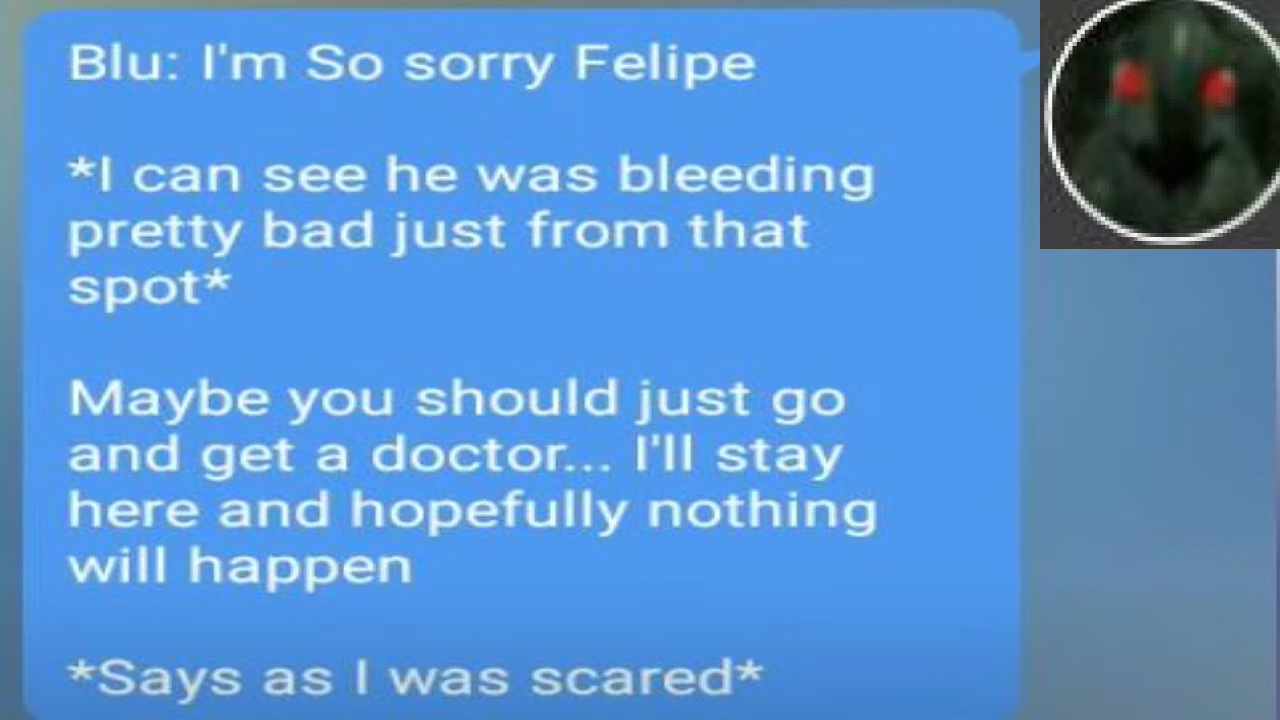 Blu: I'm So sorry Felipe
*I can see he was bleeding
pretty bad just from that
spot*
Maybe you should just go
and get a doctor... I'll stay
here and hopefully nothing
will happen
*Says as I was scared*